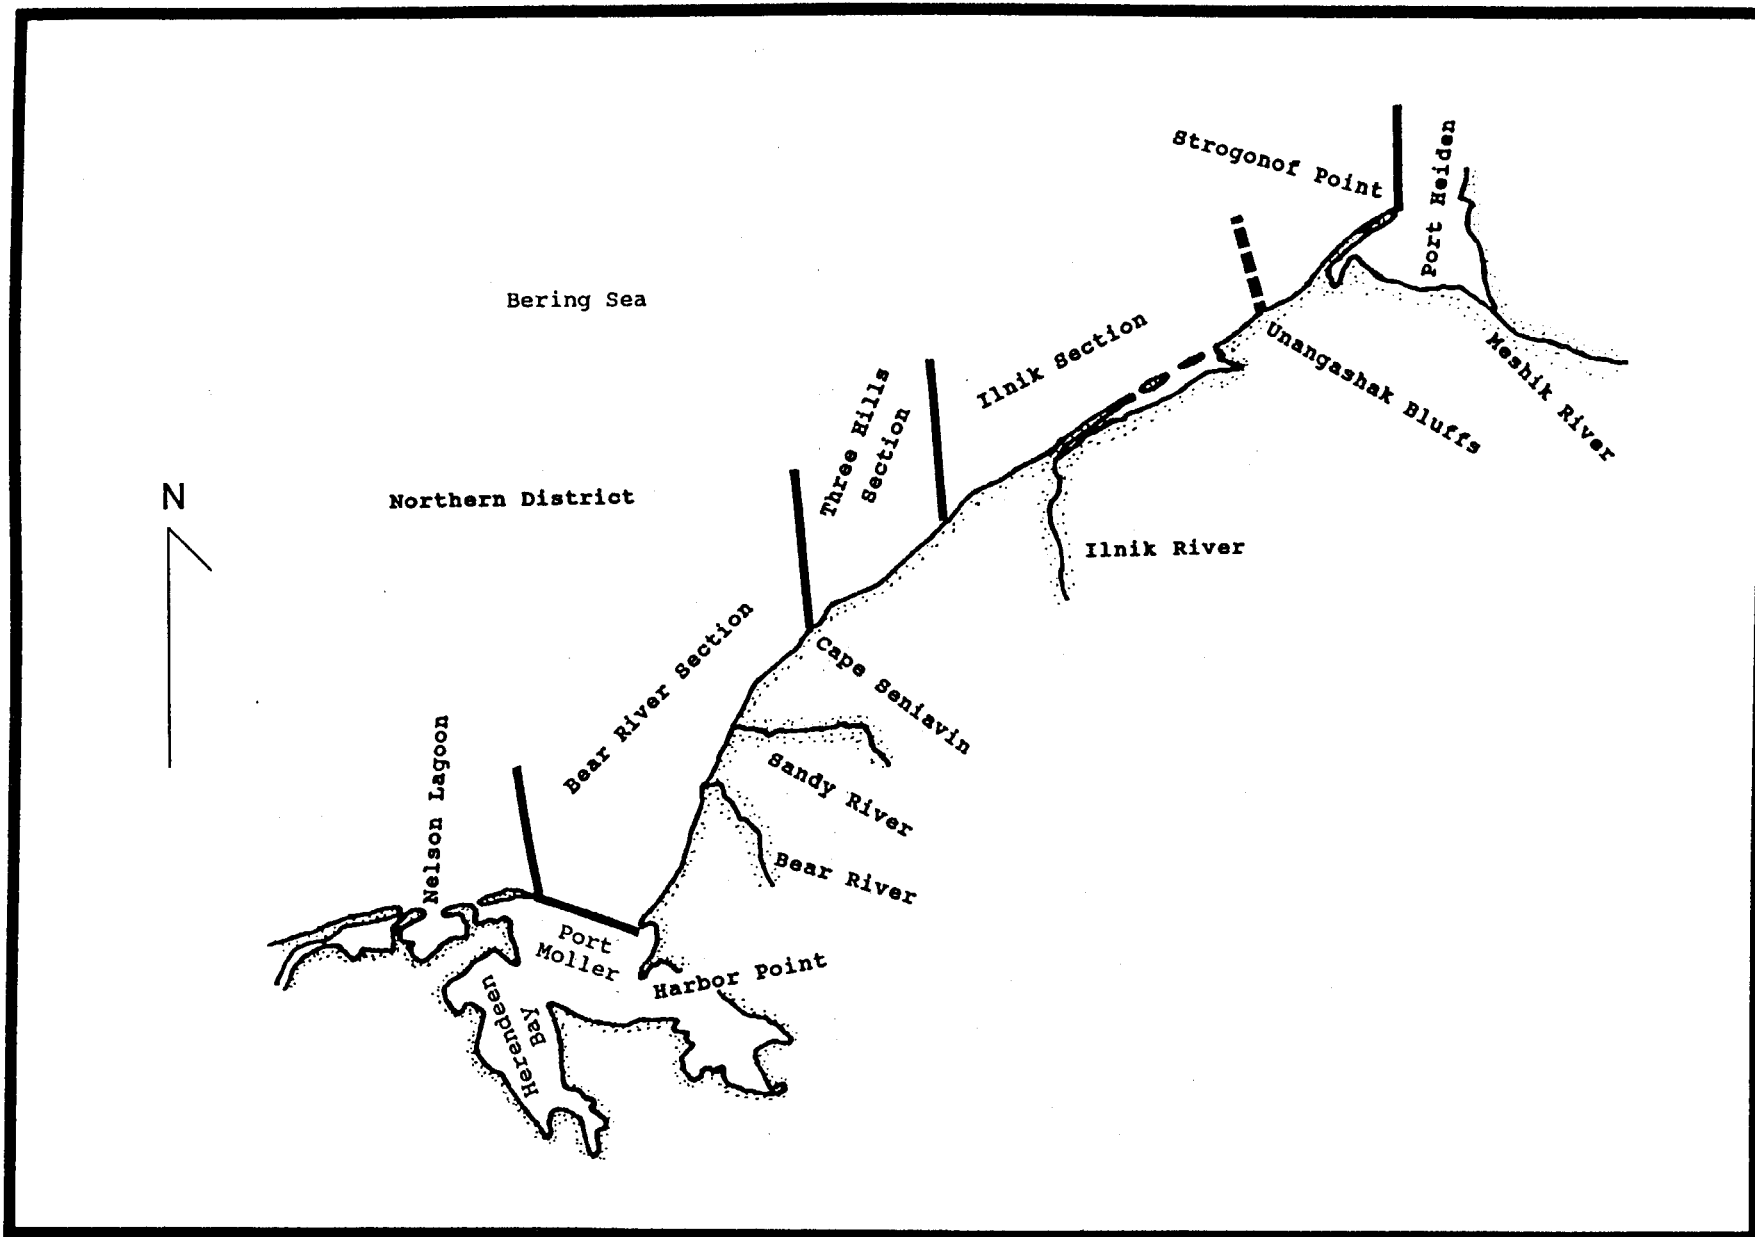 Strogonof Point
Port Heiden
Bering Sea
Ilnik Section
Unangashak Bluffs
Meshik River
Three Hills
Section
N
Northern District
Ilnik River
Bear River Section
Cape Seniavin
Nelson Lagoon
Sandy River
Bear River
Port
Moller
Harbor Point
Herendeen
Bay